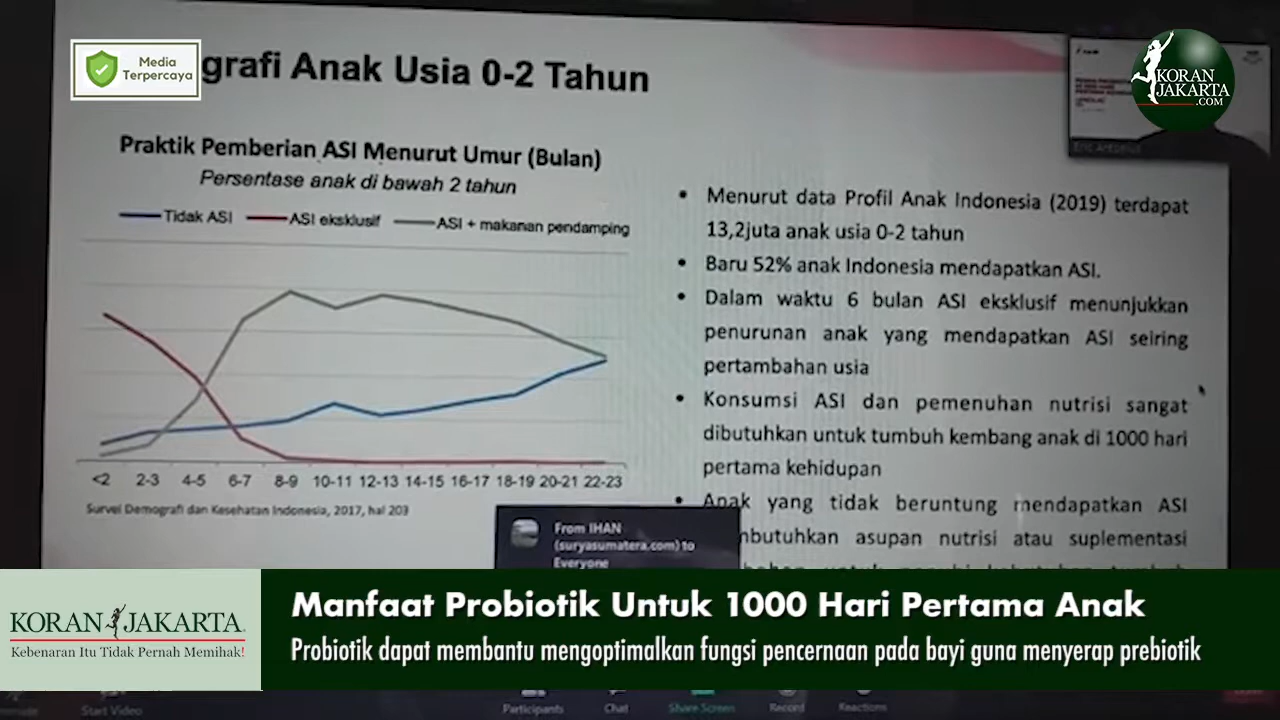 Media
Terpercaya
grafi Anak Usia 0-2 Tahun
KORAN
JAKARTA
.COM
Praktik Pemberian ASI Menurut Umur (Bulan)
Persentase anak di bawah 2 tahun
Tidak ASI
ASI eksklusif
ASI + makanan pendamping
<2 2-3 4-5 6-7 8-9 10-11 12-13 14-15 16-17 18-19 20-21 22-23
Survei Demografi dan Kesehatan Indonesia, 2017, hal 203
• Menurut data Profil Anak Indonesia (2019) terdapat
13,2juta anak usia 0-2 tahun
• Baru 52% anak Indonesia mendapatkan ASI.
• Dalam waktu 6 bulan ASI eksklusif menunjukkan
penurunan anak yang mendapatkan ASI seiring
pertambahan usia
• Konsumsi ASI dan pemenuhan nutrisi sangat
dibutuhkan untuk tumbuh kembang anak di 1000 hari
pertama kehidupan
• Anak yang tidak beruntung mendapatkan ASI
mbutuhkan asupan nutrisi atau suplementasi
From IHAN
(suryasumatera.com) to
Everyone
KORAN JAKARTA
Kebenaran Itu Tidak Pernah Memihak!
Manfaat Probiotik Untuk 1000 Hari Pertama Anak
Probiotik dapat membantu mengoptimalkan fungsi pencernaan pada bayi guna menyerap prebiotik
Start Video
Participants
Chat
Share Screen
Record
Reactions